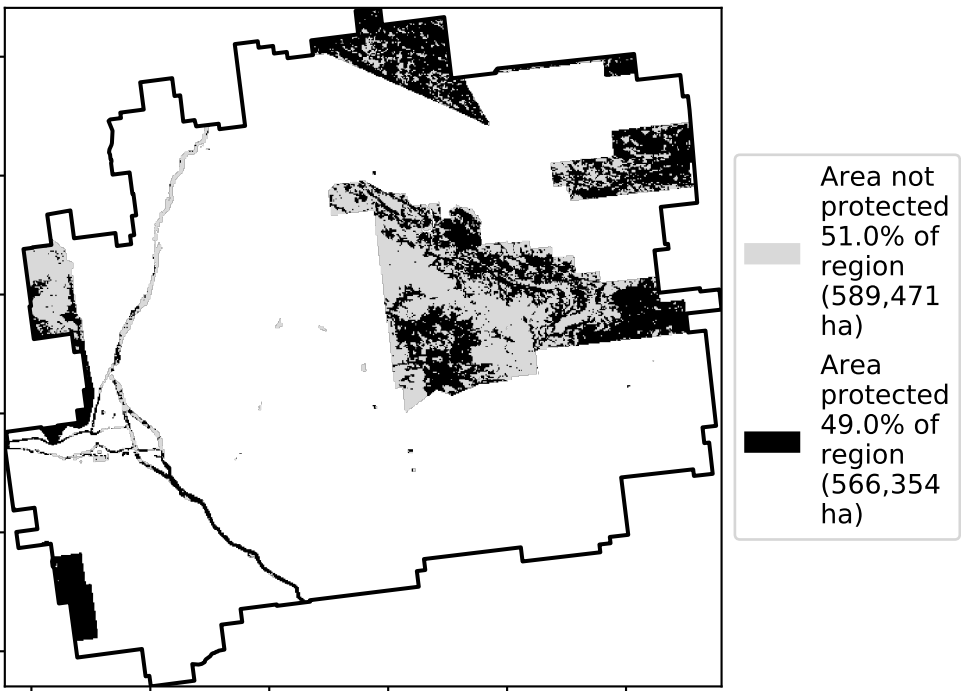 Area not
protected
51.0% of
region
(589,471
ha)
Area
protected
49.0% of
region
(566,354
ha)